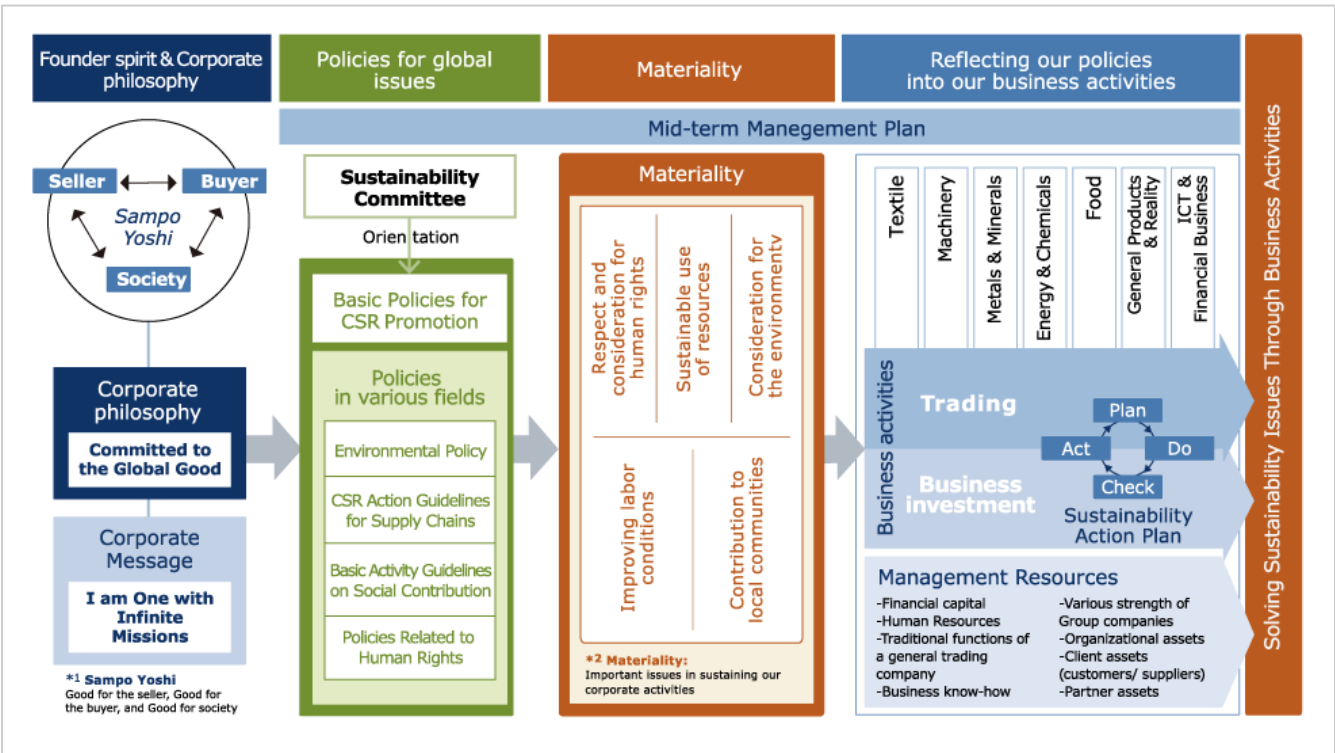 Founder spirit & Corporate
philosophy
Policies for global
issues
Materiality
Reflecting our policies
into our business activities
Mid-term Manegement Plan
Seller
Buyer
Sampo
Yoshi
Society
Corporate
philosophy
Committed to
the Global Good
Corporate
Message
I am One with
Infinite
Missions
*1 Sampo Yoshi
Good for the seller, Good for
the buyer, and Good for society
Sustainability
Committee
Orien tation
Basic Policies for
CSR Promotion
Policies
in various fields
Environmental Policy
CSR Action Guidelines
for Supply Chains
Basic Activity Guidelines
on Social Contribution
Policies Related to
Human Rights
Materiality
Respect and
consideration for
human rights
Sustainable use
of resources
Consideration for
the environmentv
Improving labor
conditions
Contribution to
local communities
*2 Materiality:
Important issues in sustaining our
corporate activities
Textile
Machinery
Metals & Minerals
Energy & Chemicals
Food
General Products
& Reality
ICT &
Financial Business
Business activities
Trading
Business
investment
Plan
Do
Check
Act
Sustainability
Action Plan
Management Resources
-Financial capital
-Human Resources
-Traditional functions of
a general trading
company
-Business know-how
-Various strength of
Group companies
-Organizational assets
-Client assets
(customers/ suppliers)
-Partner assets
Solving Sustainability Issues Through Business Activities